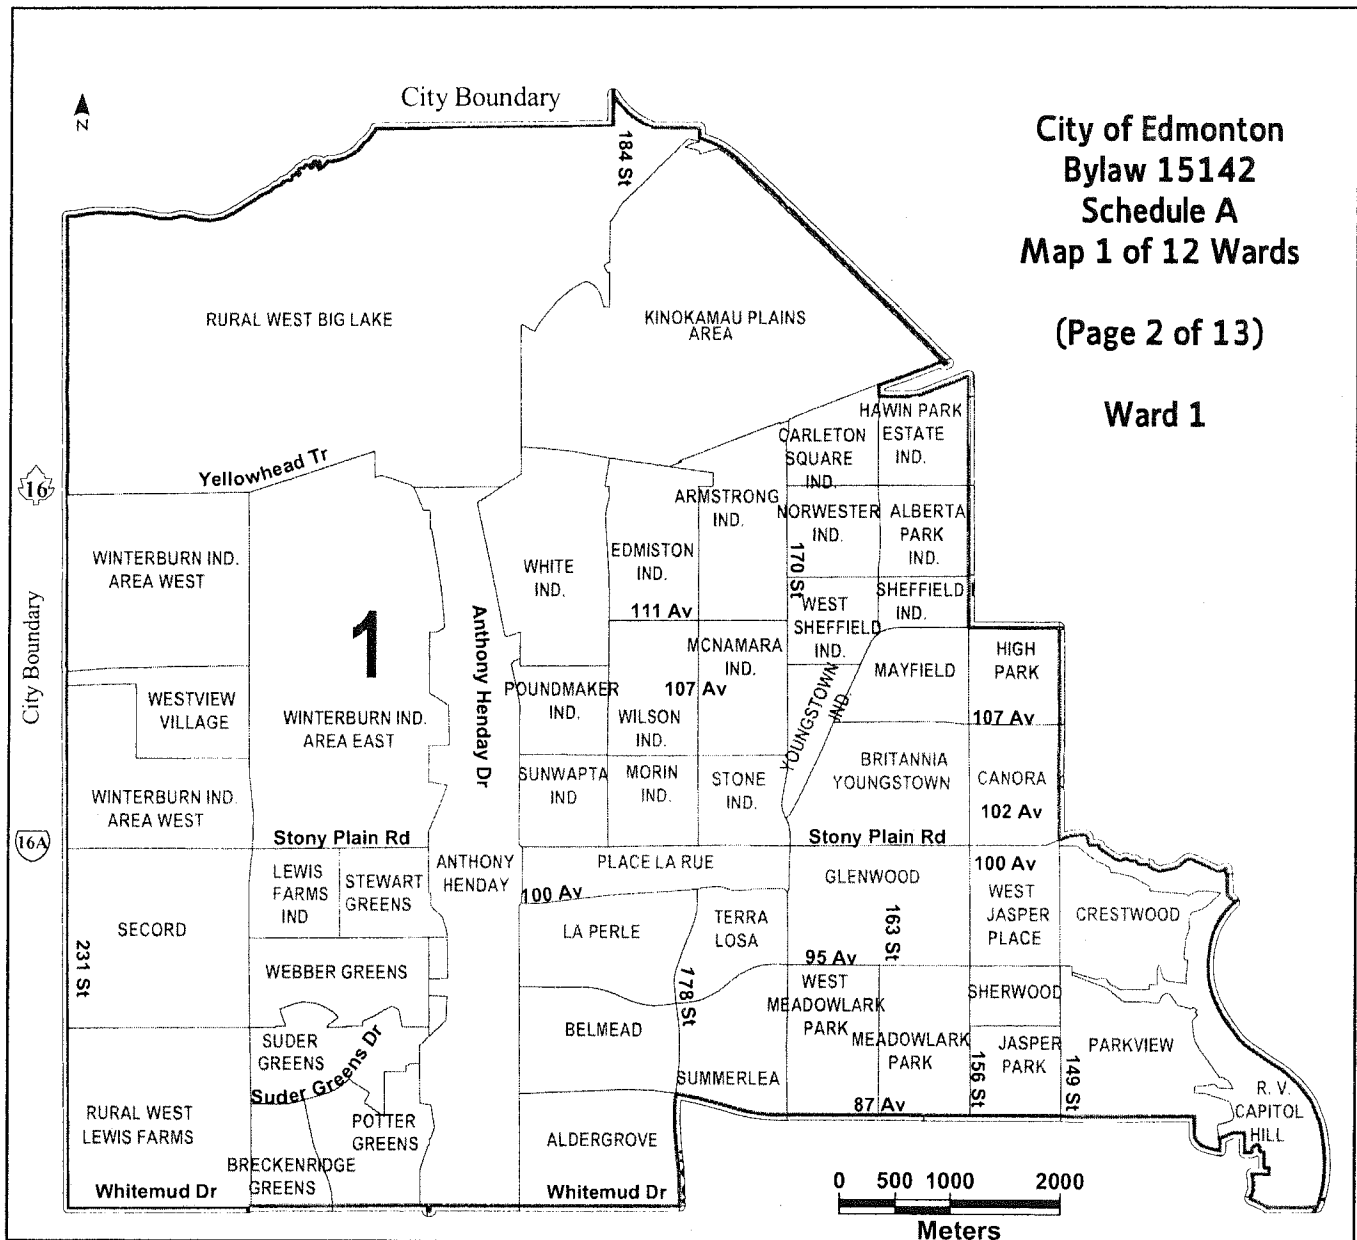 City Boundary
N
184 St
City of Edmonton
Bylaw 15142
Schedule A
Map 1 of 12 Wards
(Page 2 of 13)
Ward 1
RURAL WEST BIG LAKE
KINOKAMAU PLAINS
AREA
HAWIN PARK
ESTATE
IND.
CARLETON
SQUARE
IND.
Yellowhead Tr
16
ARMSTRONG
IND.
NORWESTER
IND.
ALBERTA
PARK
IND.
WINTERBURN IND.
AREA WEST
WHITE
IND.
EDMISTON
IND.
170 St
111 Av
WEST
SHEFFIELD
IND.
SHEFFIELD
IND.
City Boundary
1
Anthony Henday Dr
MCNAMARA
IND.
MAYFIELD
HIGH
PARK
WESTVIEW
VILLAGE
POUNDMAKER
IND.
107 Av
YOUNGSTOWN
IND.
107 Av
WINTERBURN IND.
AREA EAST
WILSON
IND.
BRITANNIA
YOUNGSTOWN
CANORA
SUNWAPTA
IND
MORIN
IND.
STONE
IND.
WINTERBURN IND.
AREA WEST
102 Av
16A
Stony Plain Rd
Stony Plain Rd
LEWIS
FARMS
IND
STEWART
GREENS
ANTHONY
HENDAY
PLACE LA RUE
100 Av
GLENWOOD
100 Av
WEST
JASPER
PLACE
CRESTWOOD
SECORD
LA PERLE
TERRA
LOSA
163 St
231 St
95 Av
WEBBER GREENS
178 St
WEST
MEADOWLARK
PARK
SHERWOOD
SUDER
GREENS
Suder Greens Dr
BELMEAD
MEADOWLARK
PARK
JASPER
PARK
PARKVIEW
156 St
149 St
SUMMERLEA
87 Av
R. V.
CAPITOL
HILL
RURAL WEST
LEWIS FARMS
POTTER
GREENS
ALDERGROVE
BRECKENRIDGE
GREENS
Whitemud Dr
Whitemud Dr
0 500 1000 2000
Meters